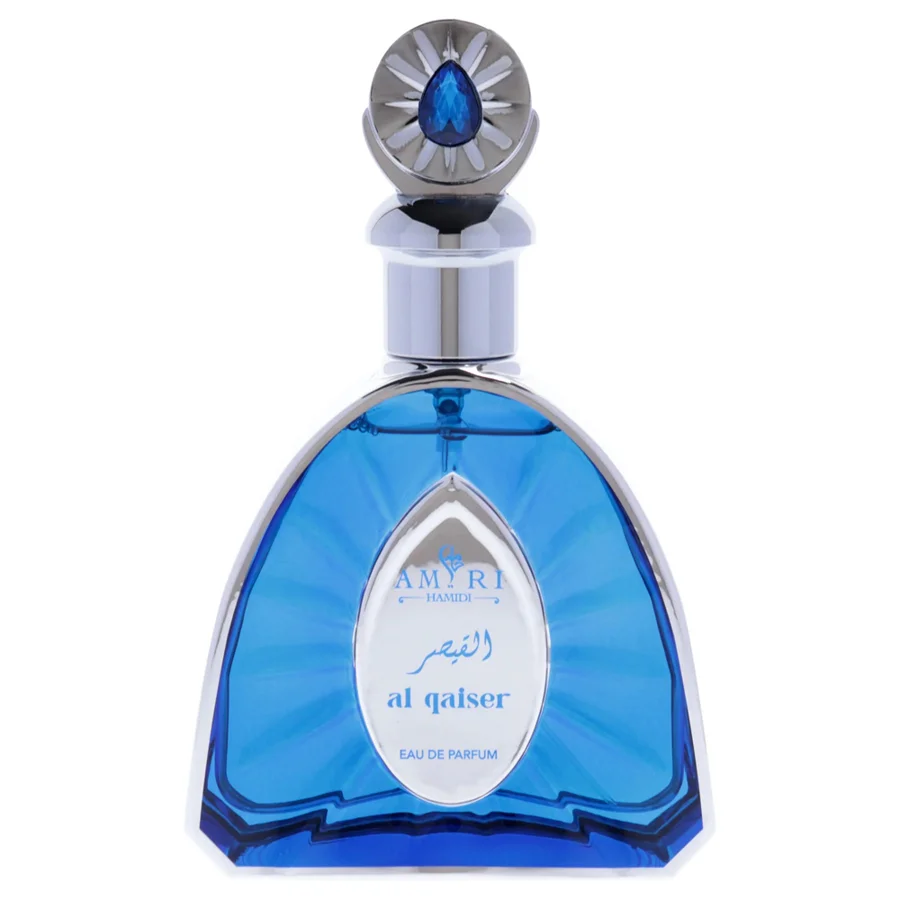 AMIRI
HAMIDI
القيصر
al qaiser
EAU DE PARFUM